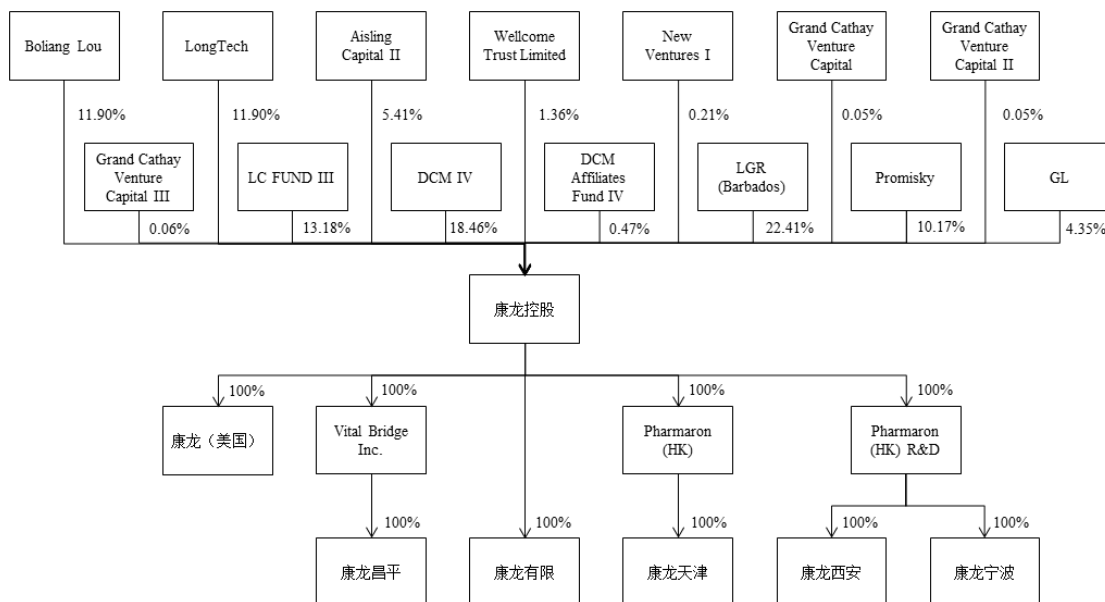 Boliang Lou
LongTech
Aisling
Capital II
Wellcome
Trust Limited
New
Ventures I
Grand Cathay
Venture
Capital
Grand Cathay
Venture
Capital II
11.90%
11.90%
5.41%
1.36%
0.21%
0.05%
0.05%
Grand Cathay
Venture
Capital III
LC FUND III
DCM IV
DCM
Affiliates
Fund IV
LGR
(Barbados)
Promisky
GL
0.06%
13.18%
18.46%
0.47%
22.41%
10.17%
4.35%
康龙控股
100%
100%
100%
100%
康龙（美国）
Vital Bridge
Inc.
Pharmaron
(HK)
Pharmaron
(HK) R&D
100%
100%
100%
100%
100%
康龙昌平
康龙有限
康龙天津
康龙西安
康龙宁波